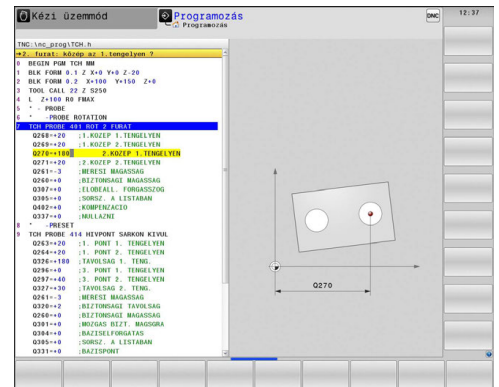 Kézi üzemmód
Programozás
Programozás
DNC
12:37
TNC:\nc_prog\TCH.h
→2. furat: közép az 1.tengelyen ?
0 BEGIN PGM TCH MM
1 BLK FORM 0.1 Z X+0 Y+0 Z-20
2 BLK FORM 0.2 X+100 Y+150 Z+0
3 TOOL CALL 22 Z S250
4 L Z+100 R0 FMAX
5 * - PROBE
6 * -PROBE ROTATION
7 TCH PROBE 401 ROT 2 FURAT
Q268=+20 ;1.KOZEP 1.TENGELYEN
Q269=+20 ;1.KOZEP 2.TENGELYEN
Q270=+180 2.KOZEP 1.TENGELYEN
Q271=+20 ;2.KOZEP 2.TENGELYEN
Q261=-3 ;MERESI MAGASSAG
Q260=+0 ;BIZTONSAGI MAGASSAG
Q307=+0 ;ELOBEALL. FORGASSZOG
Q305=+0 ;SORSZ. A LISTABAN
Q402=+0 ;KOMPENZACIO
Q337=+0 ;NULLAZNI
8 * -PRESET
9 TCH PROBE 414 HIVPONT SARKON KIVUL
Q263=+20 ;1. PONT 1. TENGELYEN
Q264=+20 ;1. PONT 2. TENGELYEN
Q326=+180 ;TAVOLSAG 1. TENG.
Q296=+0 ;3. PONT 1. TENGELYEN
Q297=+40 ;3. PONT 2. TENGELYEN
Q327=+30 ;TAVOLSAG 2. TENG.
Q261=-3 ;MERESI MAGASSAG
Q320=+2 ;BIZTONSAGI TAVOLSAG
Q260=+0 ;BIZTONSAGI MAGASSAG
Q301=+0 ;MOZGAS BIZT. MAGSGRA
Q304=+0 ;BAZISELFORGATAS
Q305=+0 ;SORSZ. A LISTABAN
Q331=+0 ;BAZISPONT
Q270